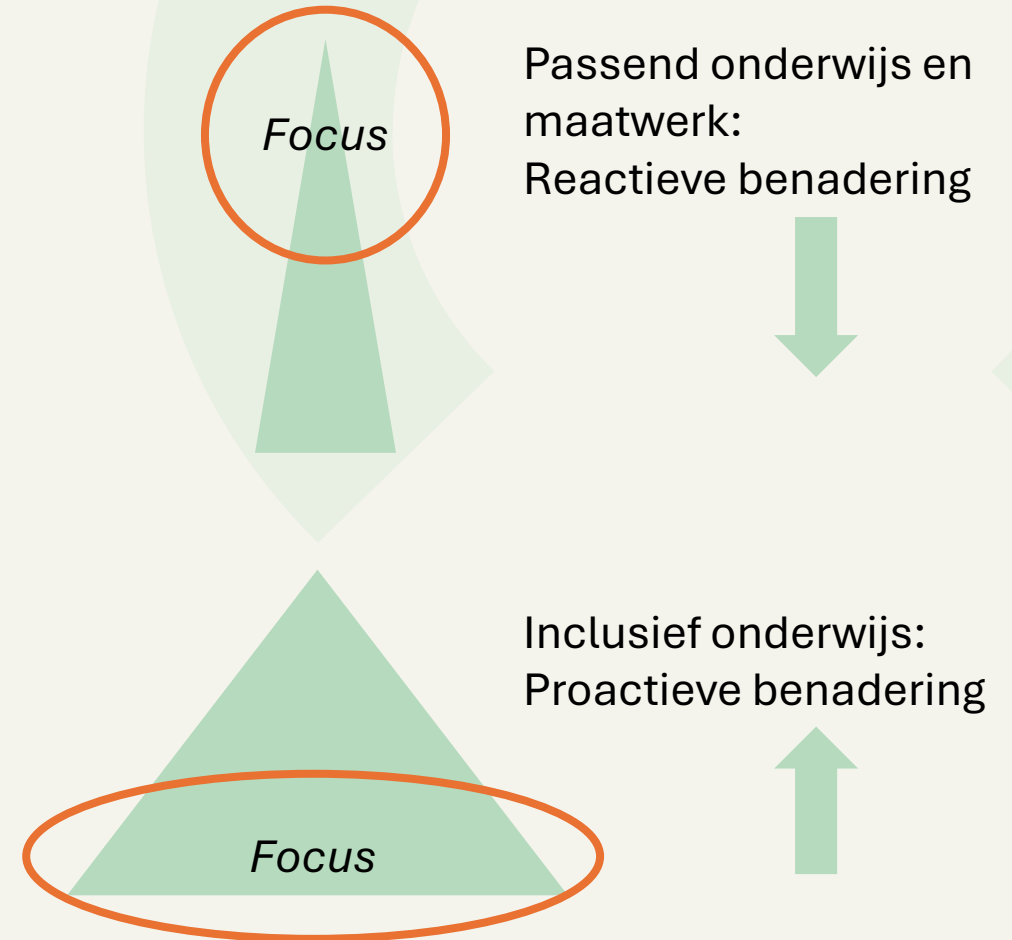 Focus
Passend onderwijs en
maatwerk:
Reactieve benadering
Inclusief onderwijs:
Proactieve benadering
Focus